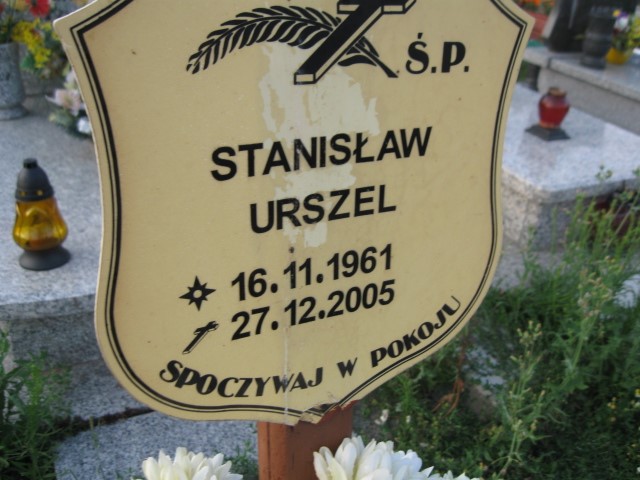 Ś.P.
STANISŁAW
URSZEL
16.11.1961
27.12.2005
SPOCZYWAJ W POKOJU